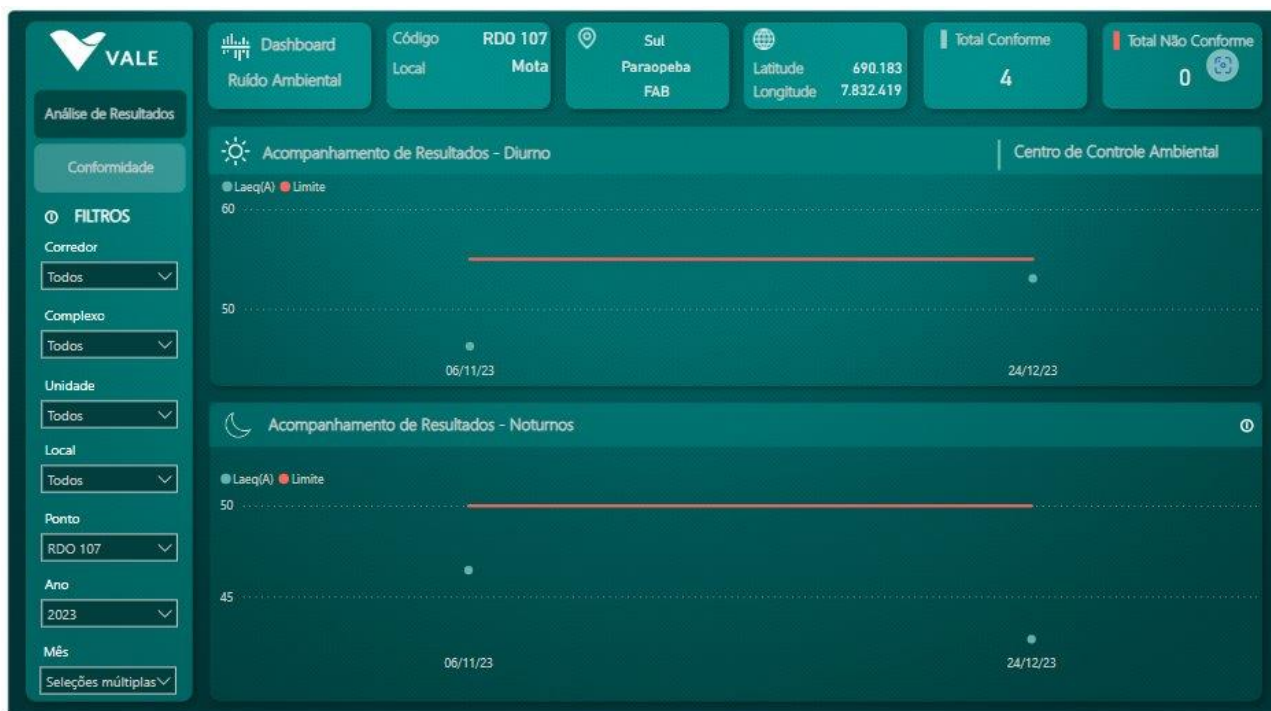 VALE
Análise de Resultados
Conformidade
FILTROS
Corredor
Todos
Complexo
Todos
Unidade
Todos
Local
Todos
Ponto
RDO 107
Ano
2023
Mês
Seleções múltiplas
Dashboard
Ruído Ambiental
Código RDO 107
Local Mota
Sul
Paraopeba
FAB
Latitude 690.183
Longitude 7.832.419
Total Conforme
4
Total Não Conforme
0
Acompanhamento de Resultados - Diurno
Centro de Controle Ambiental
Laeq(A) Limite
60
50
06/11/23 24/12/23
Acompanhamento de Resultados - Noturnos
Laeq(A) Limite
50
45
06/11/23 24/12/23